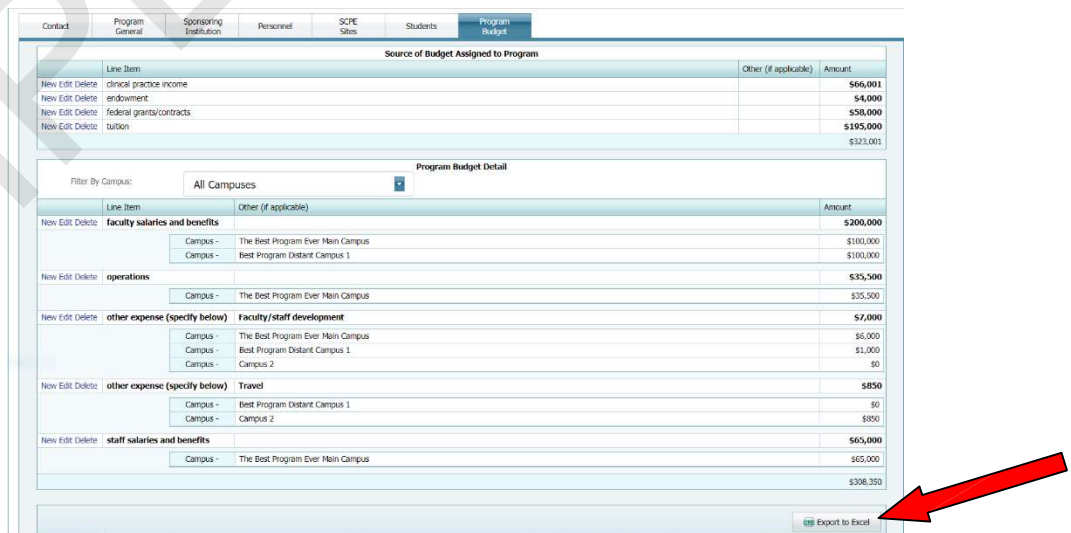 Contact Program General Sponsoring Institution Personnel SCPE Sites Students Program Budget
Source of Budget Assigned to Program
Line Item Other (if applicable) Amount
New Edit Delete clinical practice income $66,001
New Edit Delete endowment $4,000
New Edit Delete federal grants/contracts $58,000
New Edit Delete tuition $195,000
$323,001
Program Budget Detail
Filter By Campus: All Campuses
Line Item Other (if applicable) Amount
New Edit Delete faculty salaries and benefits $200,000
Campus - The Best Program Ever Main Campus $100,000
Campus - Best Program Distant Campus 1 $100,000
New Edit Delete operations $35,500
Campus - The Best Program Ever Main Campus $35,500
New Edit Delete other expense (specify below) Faculty/staff development $7,000
Campus - The Best Program Ever Main Campus $6,000
Campus - Best Program Distant Campus 1 $1,000
Campus - Campus 2 $0
New Edit Delete other expense (specify below) Travel $850
Campus - Best Program Distant Campus 1 $0
Campus - Campus 2 $850
New Edit Delete staff salaries and benefits $65,000
Campus - The Best Program Ever Main Campus $65,000
$308,350
Export to Excel